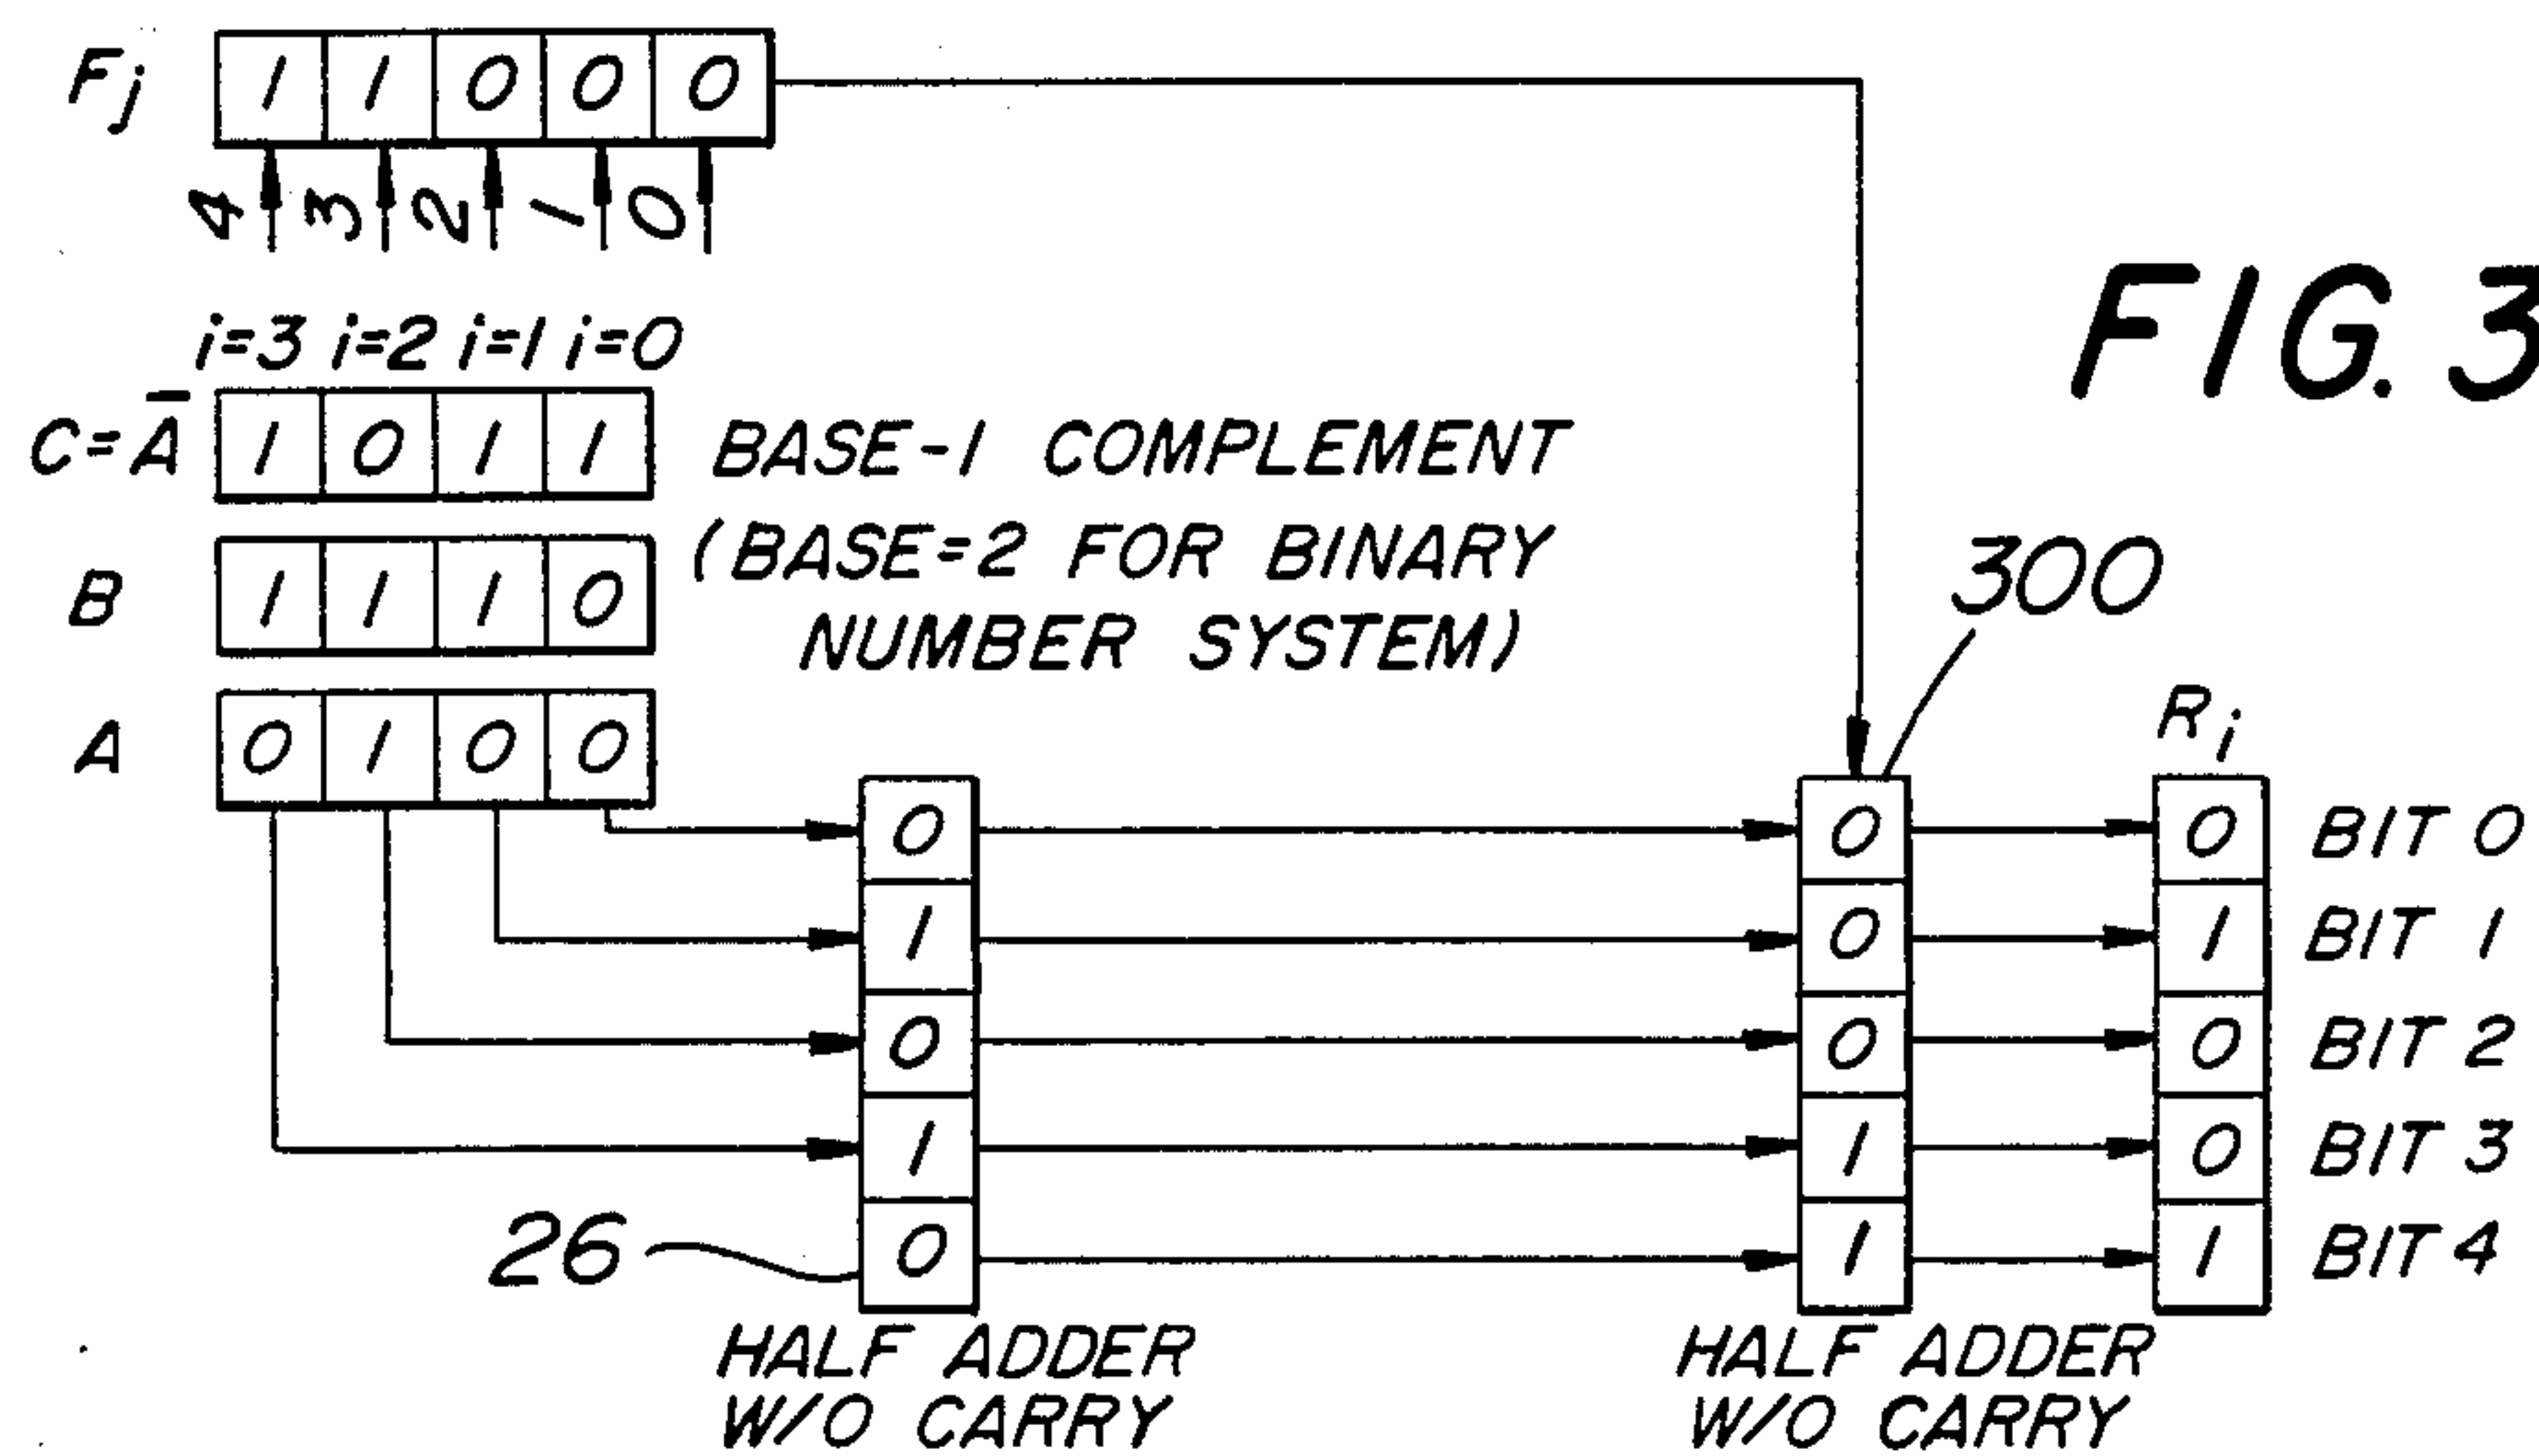 Fj 1 1 0 0 0
4 3 2 1 0
FIG. 3
i=3 i=2 i=1 i=0
C=Ā 1 0 1 1 BASE-1 COMPLEMENT
(BASE=2 FOR BINARY
NUMBER SYSTEM)
B 1 1 1 0
300
A 0 1 0 0
Ri
0 0 0 BIT 0
1 0 1 BIT 1
0 0 0 BIT 2
1 1 0 BIT 3
26 0 1 1 BIT 4
HALF ADDER
W/O CARRY
HALF ADDER
W/O CARRY